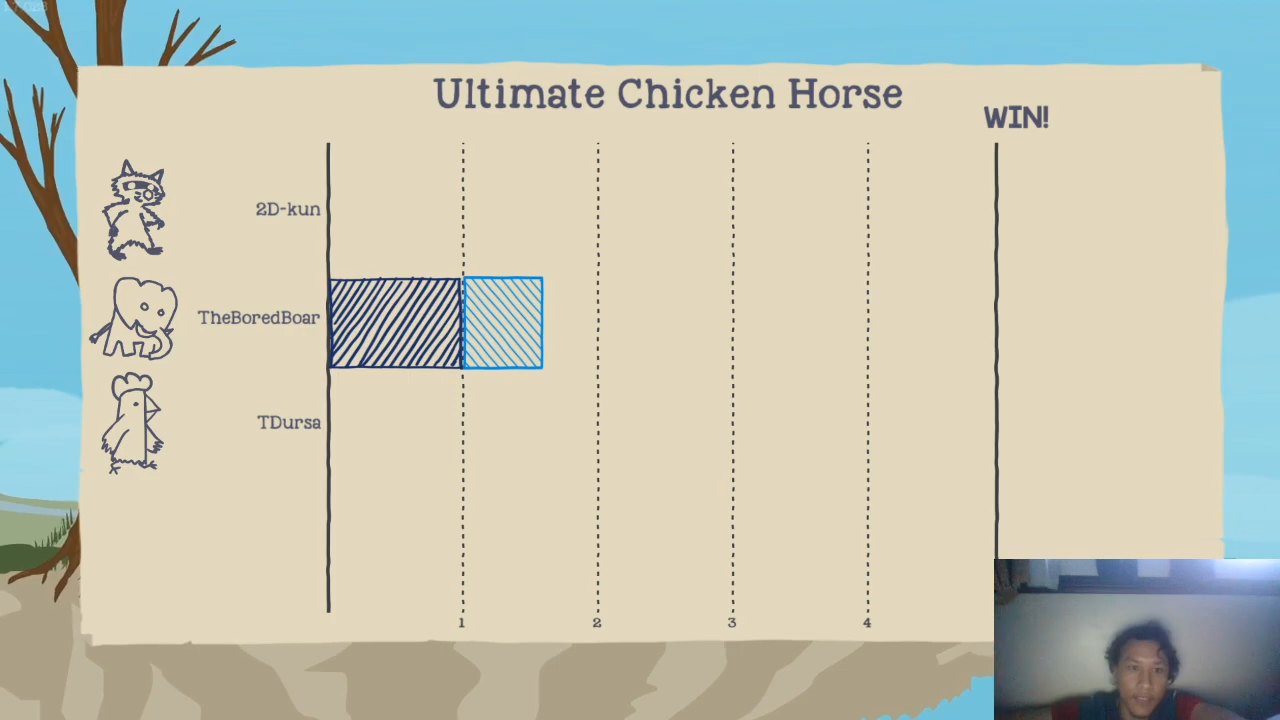 Ultimate Chicken Horse
WIN!
2D-kun
TheBoredBoar
TDursa
1 2 3 4